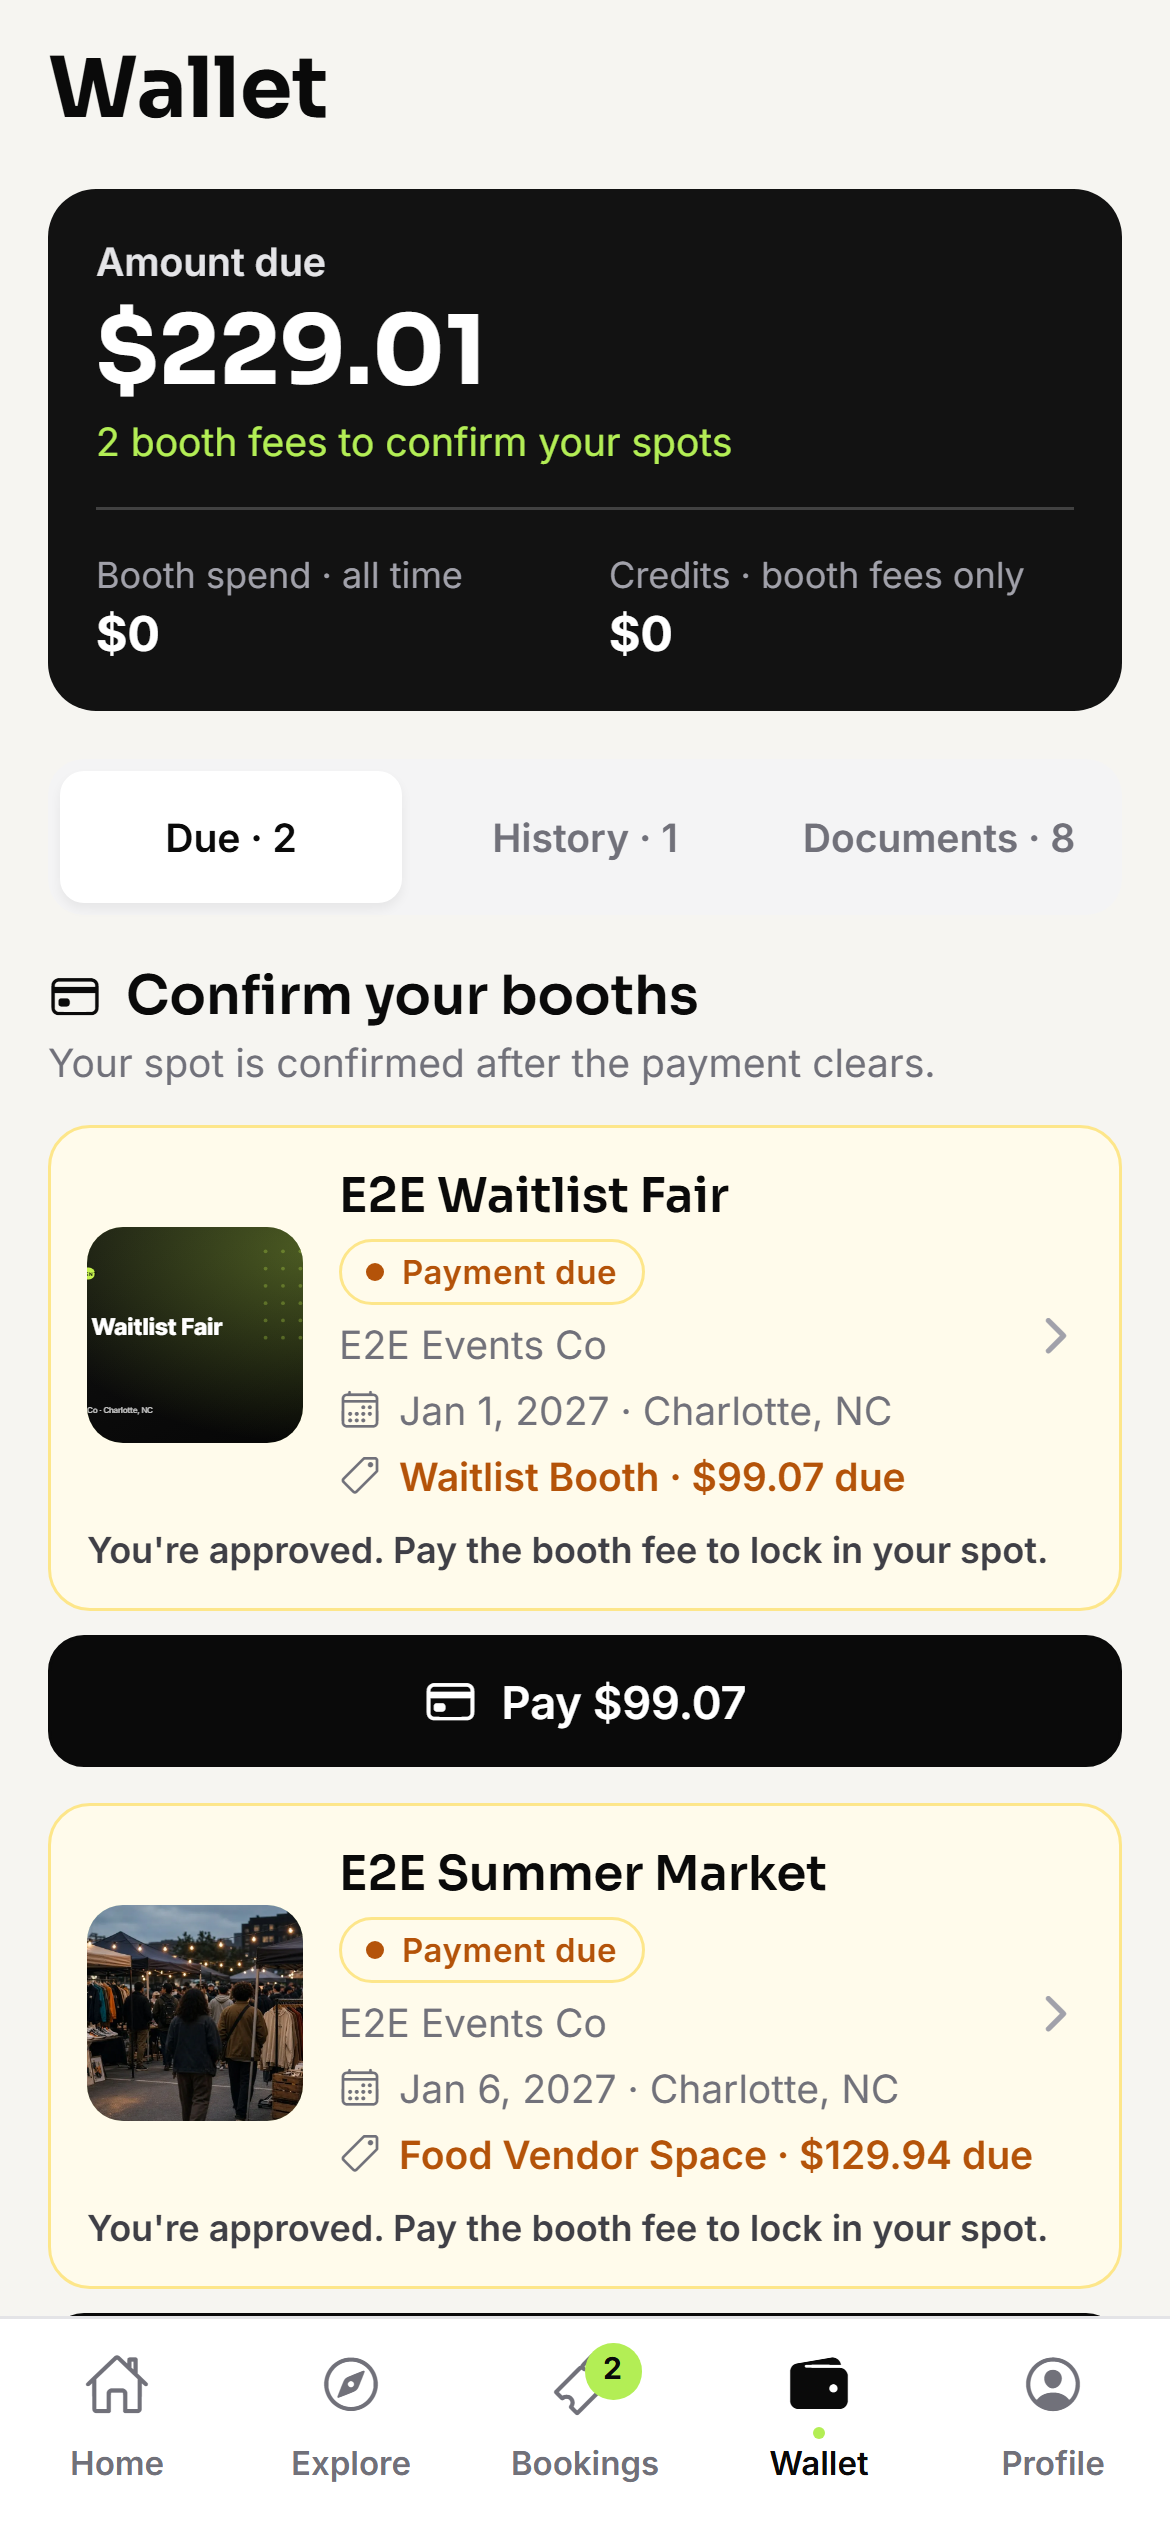 Wallet
Amount due
$229.01
2 booth fees to confirm your spots
Booth spend · all time
Credits · booth fees only
$0
$0
Due · 2
History · 1
Documents · 8
Confirm your booths
Your spot is confirmed after the payment clears.
E2E Waitlist Fair
Payment due
Waitlist Fair
E2E Events Co
Jan 1, 2027 · Charlotte, NC
Co · Charlotte, NC
Waitlist Booth · $99.07 due
You're approved. Pay the booth fee to lock in your spot.
Pay $99.07
E2E Summer Market
Payment due
E2E Events Co
Jan 6, 2027 · Charlotte, NC
Food Vendor Space · $129.94 due
You're approved. Pay the booth fee to lock in your spot.
2
Home
Explore
Bookings
Wallet
Profile